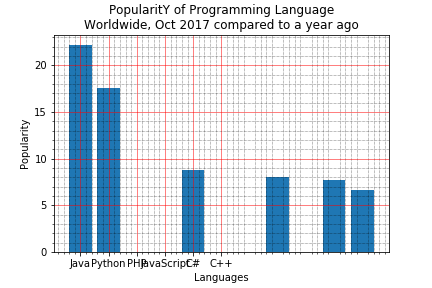 PopularitY of Programming Language
Worldwide, Oct 2017 compared to a year ago
Popularity
20
15
10
5
0
Java Python PHP JavaScript C# C++
Languages